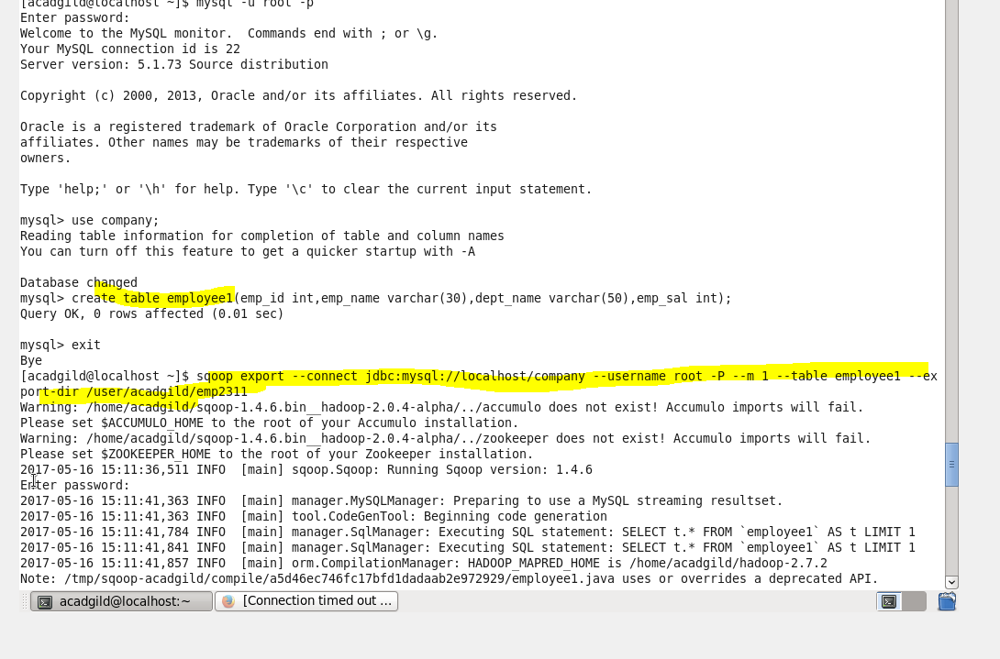 [acadgild@localhost ~]$ mysql -u root -p
Enter password:
Welcome to the MySQL monitor.  Commands end with ; or \g.
Your MySQL connection id is 22
Server version: 5.1.73 Source distribution
Copyright (c) 2000, 2013, Oracle and/or its affiliates. All rights reserved.
Oracle is a registered trademark of Oracle Corporation and/or its
affiliates. Other names may be trademarks of their respective
owners.
Type 'help;' or '\h' for help. Type '\c' to clear the current input statement.
mysql> use company;
Reading table information for completion of table and column names
You can turn off this feature to get a quicker startup with -A
Database changed
mysql> create table employee1(emp_id int,emp_name varchar(30),dept_name varchar(50),emp_sal int);
Query OK, 0 rows affected (0.01 sec)
mysql> exit
Bye
[acadgild@localhost ~]$ sqoop export --connect jdbc:mysql://localhost/company --username root -P --m 1 --table employee1 --ex
port-dir /user/acadgild/emp2311
Warning: /home/acadgild/sqoop-1.4.6.bin__hadoop-2.0.4-alpha/../accumulo does not exist! Accumulo imports will fail.
Please set $ACCUMULO_HOME to the root of your Accumulo installation.
Warning: /home/acadgild/sqoop-1.4.6.bin__hadoop-2.0.4-alpha/../zookeeper does not exist! Accumulo imports will fail.
Please set $ZOOKEEPER_HOME to the root of your Zookeeper installation.
2017-05-16 15:11:36,511 INFO  [main] sqoop.Sqoop: Running Sqoop version: 1.4.6
Enter password:
2017-05-16 15:11:41,363 INFO  [main] manager.MySQLManager: Preparing to use a MySQL streaming resultset.
2017-05-16 15:11:41,363 INFO  [main] tool.CodeGenTool: Beginning code generation
2017-05-16 15:11:41,784 INFO  [main] manager.SqlManager: Executing SQL statement: SELECT t.* FROM `employee1` AS t LIMIT 1
2017-05-16 15:11:41,841 INFO  [main] manager.SqlManager: Executing SQL statement: SELECT t.* FROM `employee1` AS t LIMIT 1
2017-05-16 15:11:41,857 INFO  [main] orm.CompilationManager: HADOOP_MAPRED_HOME is /home/acadgild/hadoop-2.7.2
Note: /tmp/sqoop-acadgild/compile/a5d46ec746fc17bfd1dadaab2e972929/employee1.java uses or overrides a deprecated API.
acadgild@localhost:~
[Connection timed out ...